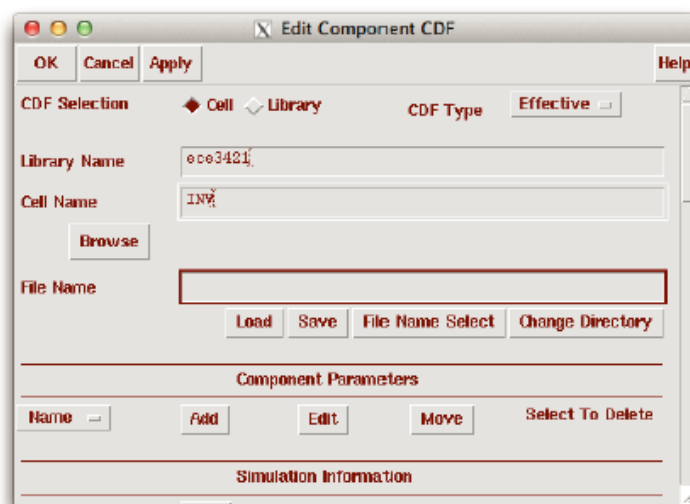 Edit Component CDF
OK Cancel Apply Help
CDF Selection Cell Library CDF Type Effective
Library Name ece3421
Cell Name INV
Browse
File Name
Load Save File Name Select Change Directory
Component Parameters
Name Add Edit Move Select To Delete
Simulation Information